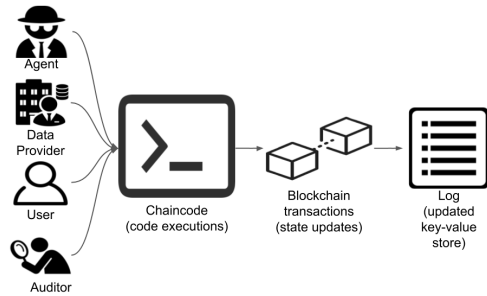 Agent
Data
Provider
User
Auditor
Chaincode
(code executions)
Blockchain
transactions
(state updates)
Log
(updated
key-value
store)